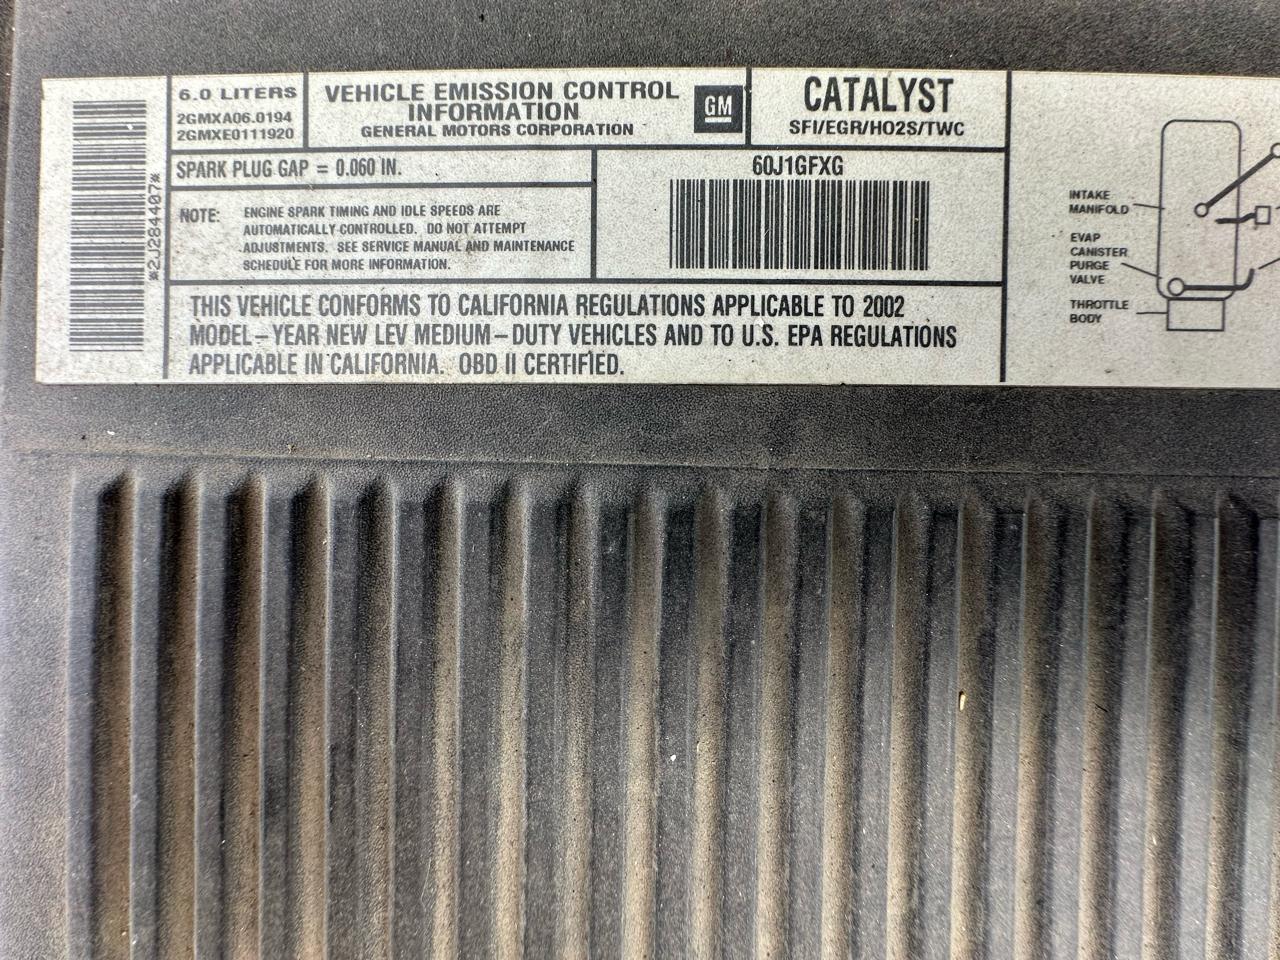 *2J284407*
6.0 LITERS
2GMXA06.0194
2GMXE0111920
VEHICLE EMISSION CONTROL
INFORMATION
GENERAL MOTORS CORPORATION
GM
CATALYST
SFI/EGR/HO2S/TWC
SPARK PLUG GAP = 0.060 IN.
NOTE: ENGINE SPARK TIMING AND IDLE SPEEDS ARE
AUTOMATICALLY CONTROLLED. DO NOT ATTEMPT
ADJUSTMENTS. SEE SERVICE MANUAL AND MAINTENANCE
SCHEDULE FOR MORE INFORMATION.
60J1GFXG
THIS VEHICLE CONFORMS TO CALIFORNIA REGULATIONS APPLICABLE TO 2002
MODEL-YEAR NEW LEV MEDIUM-DUTY VEHICLES AND TO U.S. EPA REGULATIONS
APPLICABLE IN CALIFORNIA. OBD II CERTIFIED.
INTAKE
MANIFOLD
EVAP
CANISTER
PURGE
VALVE
THROTTLE
BODY